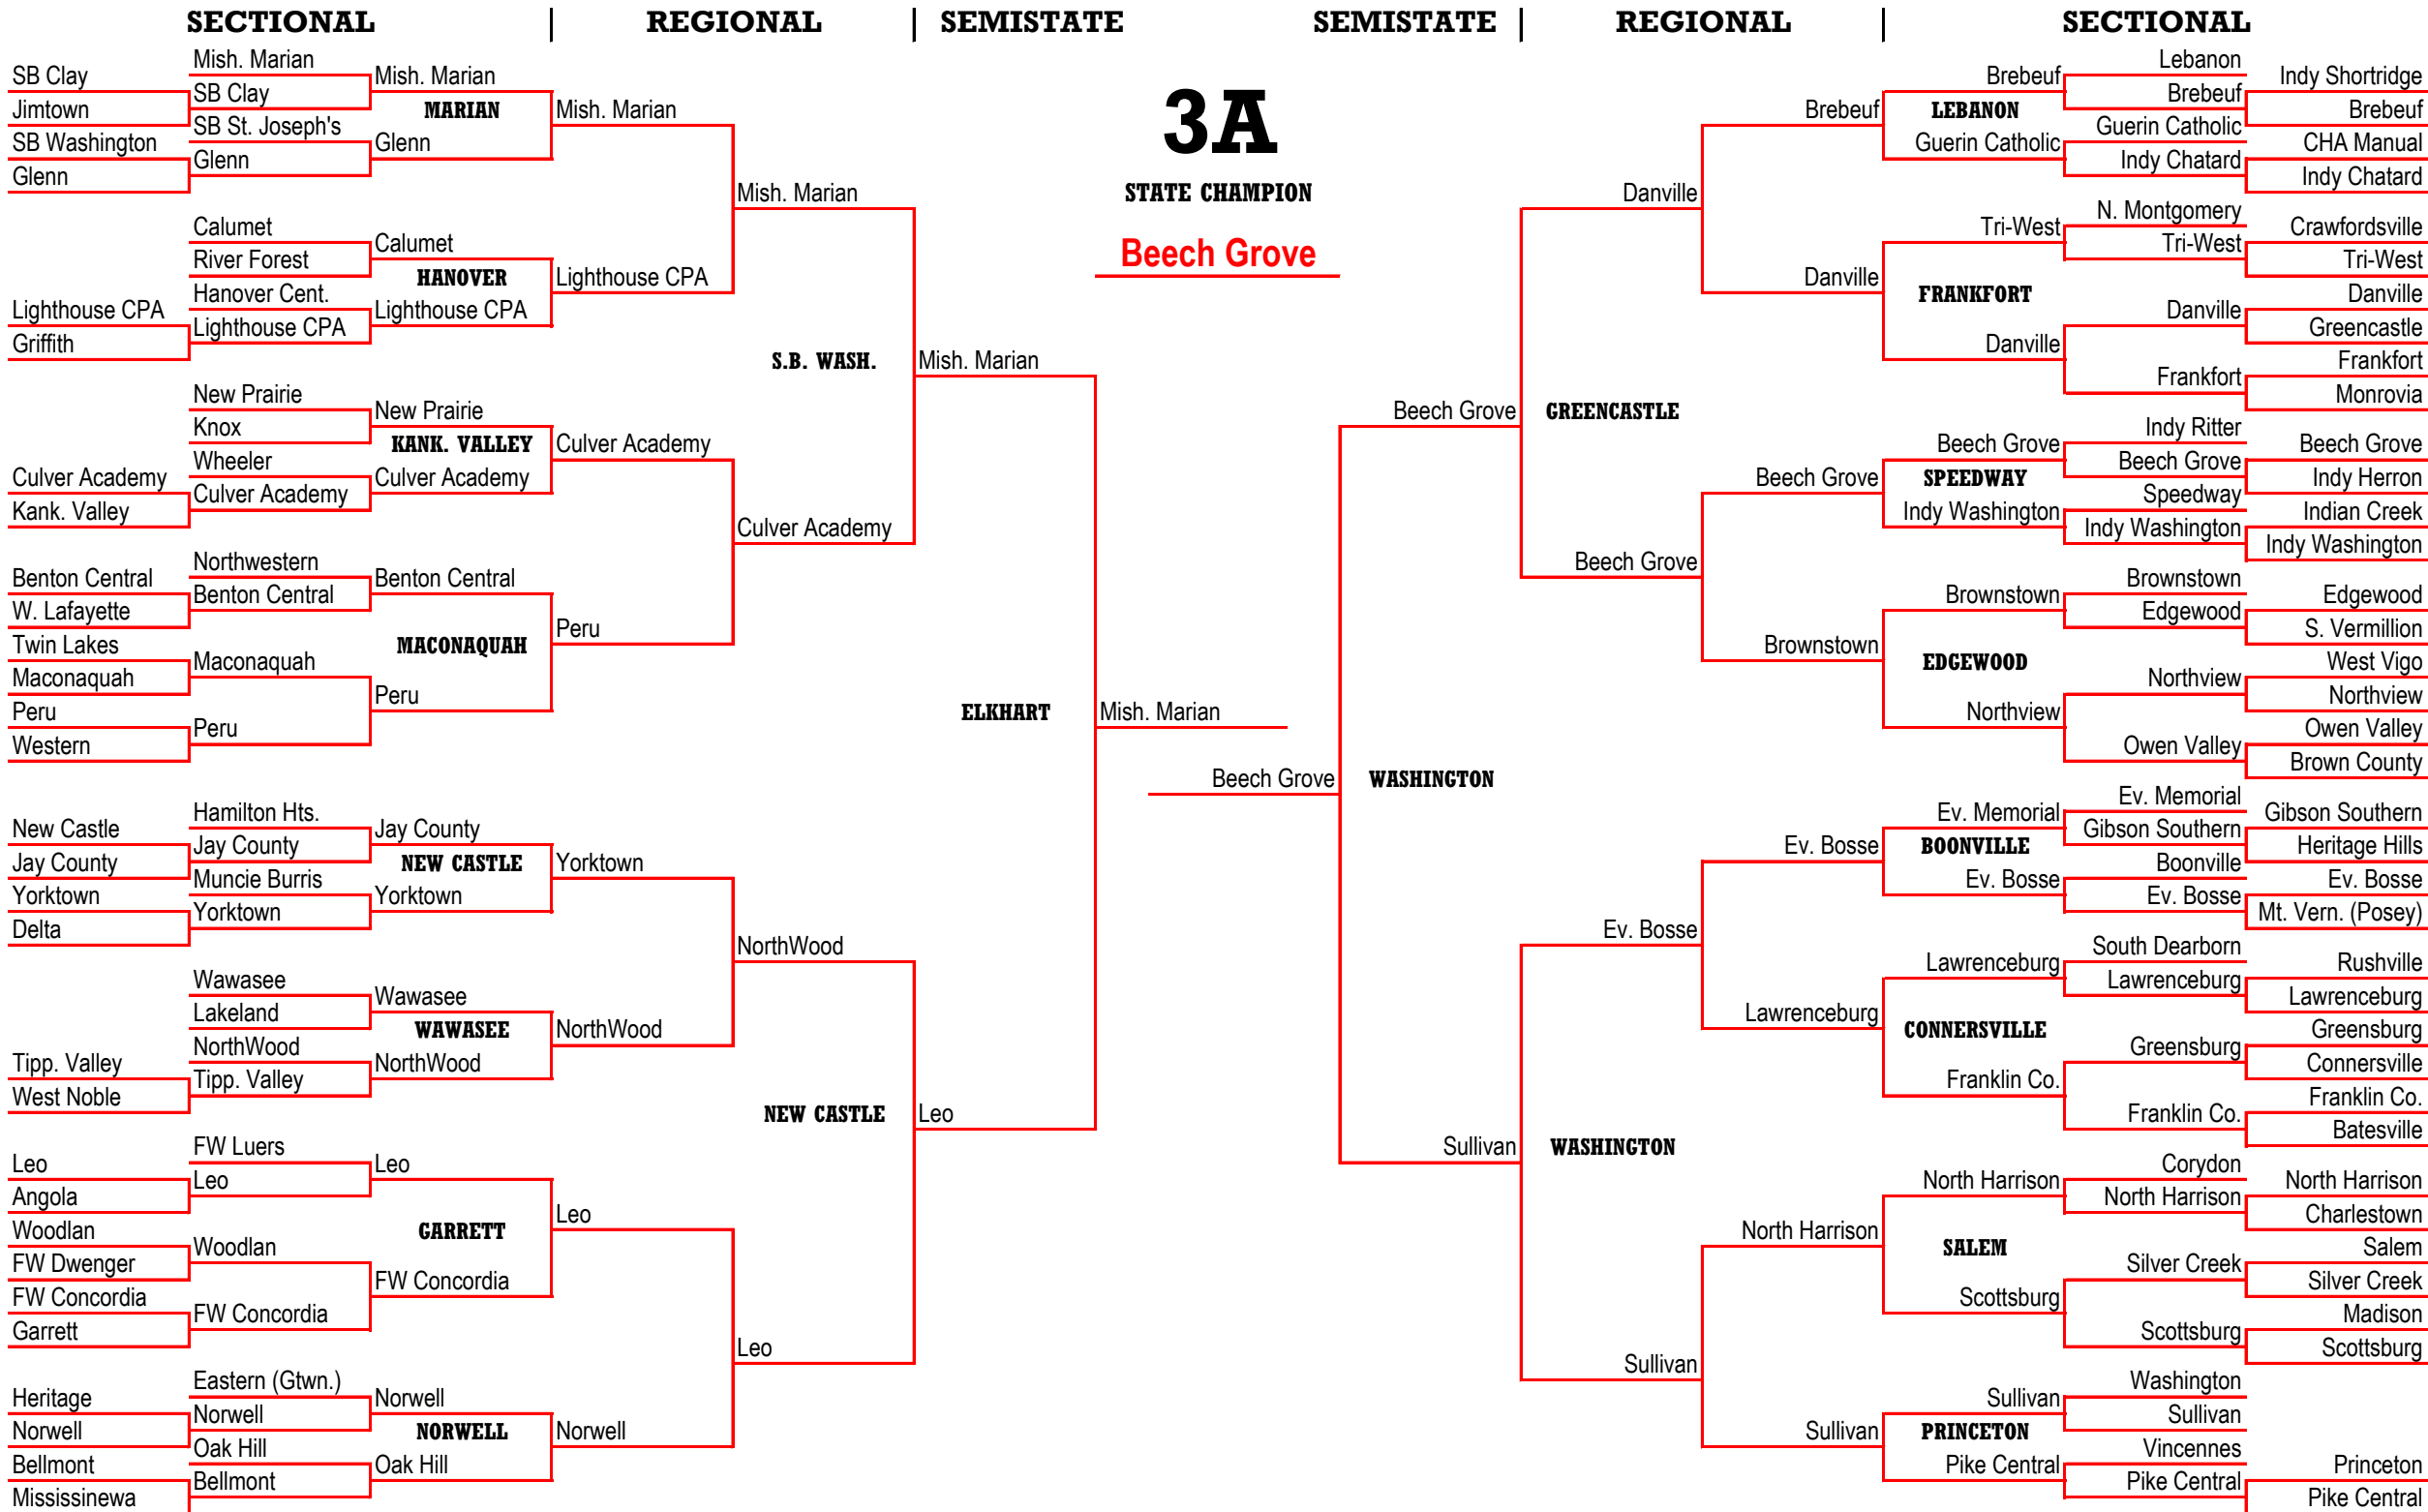 SECTIONAL
REGIONAL
SEMISTATE
SEMISTATE
REGIONAL
SECTIONAL
3A
STATE CHAMPION
Beech Grove
SB Clay
Jimtown
SB Washington
Glenn
Lighthouse CPA
Griffith
Culver Academy
Kank. Valley
Benton Central
W. Lafayette
Twin Lakes
Maconaquah
Peru
Western
New Castle
Jay County
Yorktown
Delta
Tipp. Valley
West Noble
Leo
Angola
Woodlan
FW Dwenger
FW Concordia
Garrett
Heritage
Norwell
Bellmont
Mississinewa
Mish. Marian
SB Clay
SB St. Joseph's
Glenn
Calumet
River Forest
Hanover Cent.
Lighthouse CPA
New Prairie
Knox
Wheeler
Culver Academy
Northwestern
Benton Central
Maconaquah
Peru
Hamilton Hts.
Jay County
Muncie Burris
Yorktown
Wawasee
Lakeland
NorthWood
Tipp. Valley
FW Luers
Leo
Woodlan
FW Concordia
Eastern (Gtwn.)
Norwell
Oak Hill
Bellmont
Mish. Marian
MARIAN
Glenn
Calumet
HANOVER
Lighthouse CPA
New Prairie
KANK. VALLEY
Culver Academy
Benton Central
MACONAQUAH
Peru
Jay County
NEW CASTLE
Yorktown
Wawasee
WAWASEE
NorthWood
Leo
GARRETT
FW Concordia
Norwell
NORWELL
Oak Hill
Mish. Marian
Lighthouse CPA
Culver Academy
Peru
Yorktown
NorthWood
Leo
Norwell
Mish. Marian
S.B. WASH.
Culver Academy
NorthWood
NEW CASTLE
Leo
Mish. Marian
ELKHART
Leo
Mish. Marian
Beech Grove
Beech Grove
WASHINGTON
Sullivan
Danville
GREENCASTLE
Beech Grove
Ev. Bosse
WASHINGTON
Sullivan
Brebeuf
Danville
Beech Grove
Brownstown
Ev. Bosse
Lawrenceburg
North Harrison
Sullivan
Brebeuf
LEBANON
Guerin Catholic
Tri-West
FRANKFORT
Danville
Beech Grove
SPEEDWAY
Indy Washington
Brownstown
EDGEWOOD
Northview
Ev. Memorial
BOONVILLE
Ev. Bosse
Lawrenceburg
CONNERSVILLE
Franklin Co.
North Harrison
SALEM
Scottsburg
Sullivan
PRINCETON
Pike Central
Lebanon
Brebeuf
Guerin Catholic
Indy Chatard
N. Montgomery
Tri-West
Danville
Frankfort
Indy Ritter
Beech Grove
Speedway
Indy Washington
Brownstown
Edgewood
Northview
Owen Valley
Ev. Memorial
Gibson Southern
Boonville
Ev. Bosse
South Dearborn
Lawrenceburg
Greensburg
Franklin Co.
Corydon
North Harrison
Silver Creek
Scottsburg
Washington
Sullivan
Vincennes
Pike Central
Indy Shortridge
Brebeuf
CHA Manual
Indy Chatard
Crawfordsville
Tri-West
Danville
Greencastle
Frankfort
Monrovia
Beech Grove
Indy Herron
Indian Creek
Indy Washington
Edgewood
S. Vermillion
West Vigo
Northview
Owen Valley
Brown County
Gibson Southern
Heritage Hills
Ev. Bosse
Mt. Vern. (Posey)
Rushville
Lawrenceburg
Greensburg
Connersville
Franklin Co.
Batesville
North Harrison
Charlestown
Salem
Silver Creek
Madison
Scottsburg
Princeton
Pike Central